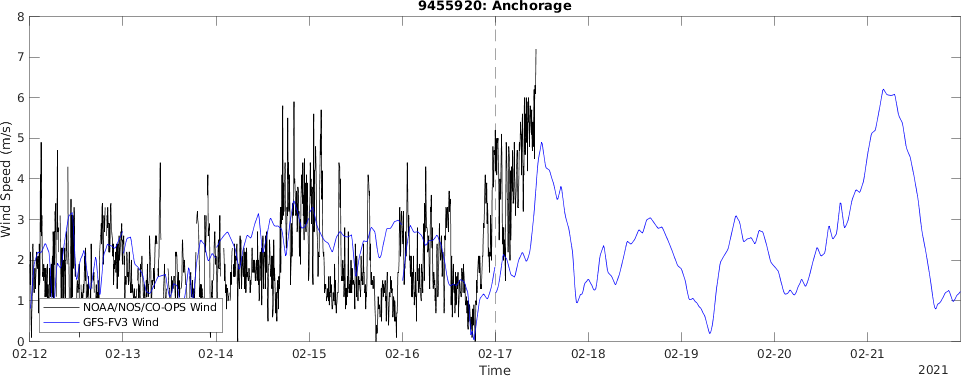 9455920: Anchorage
8
7
6
5
4
3
2
1
0
Wind Speed (m/s)
NOAA/NOS/CO-OPS Wind
GFS-FV3 Wind
02-12 02-13 02-14 02-15 02-16 02-17 02-18 02-19 02-20 02-21
Time
2021